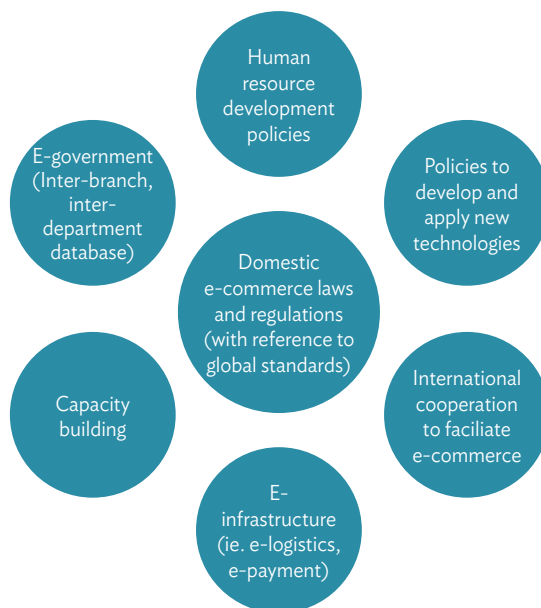 Human
resource
development
policies
E-government
(Inter-branch,
inter-
department
database)
Policies to
develop and
apply new
technologies
Domestic
e-commerce laws
and regulations
(with reference to
global standards)
Capacity
building
International
cooperation
to faciliate
e-commerce
E-
infrastructure
(ie. e-logistics,
e-payment)